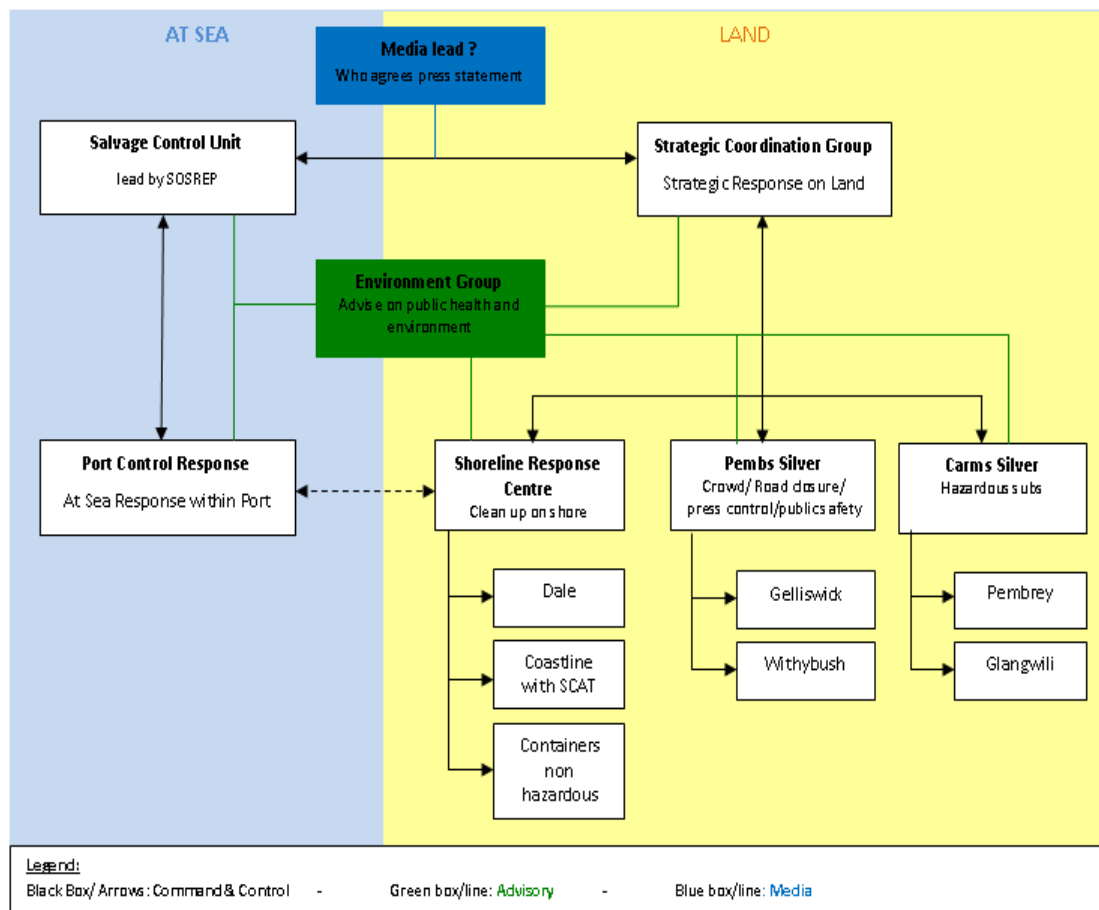 AT SEA
LAND
Media lead ?
Who agrees press statement
Salvage Control Unit
lead by SOSREP
Strategic Coordination Group
Strategic Response on Land
Environment Group
Advise on public health and
environment
Port Control Response
At Sea Response within Port
Shoreline Response
Centre
Clean up on shore
Pembs Silver
Crowd/ Road closure/
press control/public safety
Carms Silver
Hazardous subs
Dale
Coastline
with SCAT
Containers
non
hazardous
Gelliswick
Withybush
Pembrey
Glangwili
Legend:
Black Box/ Arrows: Command & Control - Green box/line: Advisory - Blue box/line: Media